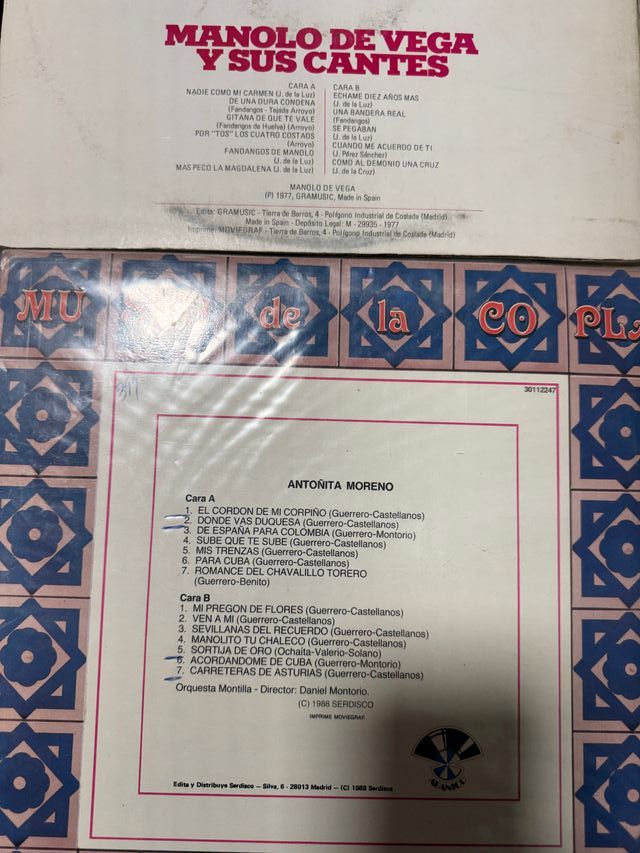 MANOLO DE VEGA
Y SUS CANTES
CARA A
NADIE COMO MI CARMEN (J. de la Luz)
DE UNA DURA CONDENA
(Fandangos - Tejada Arroyo)
GITANA DE QUE TE VALE
(Fandangos de Huelva) (Arroyo)
POR "TOS" LOS CUATRO COSTAOS
(Arroyo)
FANDANGOS DE MANOLO
(J. de la Luz)
MAS PECO LA MAGDALENA (J. de la Luz)
CARA B
ECHAME DIEZ AÑOS MAS
(J. de la Luz)
UNA BANDERA REAL
(Fandangos)
SE PEGABAN
(J. de la Luz)
CUANDO ME ACUERDO DE TI
(J. Pérez Sánchez)
COMO AL DEMONIO UNA CRUZ
(J. de la Cruz)
MANOLO DE VEGA
(P) 1977, GRAMUSIC, Made in Spain
Edita: GRAMUSIC - Tierra de Barros, 4 - Polígono Industrial de Coslada (Madrid)
Made in Spain - Depósito Legal: M - 29935 - 1977
Imprime: MOVIEGRAF - Tierra de Barros, 4 - Polígono Industrial de Coslada (Madrid)
MU de la COPLA
30112247
ANTOÑITA MORENO
Cara A
1. EL CORDON DE MI CORPIÑO (Guerrero-Castellanos)
2. DONDE VAS DUQUESA (Guerrero-Castellanos)
3. DE ESPAÑA PARA COLOMBIA (Guerrero-Montorio)
4. SUBE QUE TE SUBE (Guerrero-Castellanos)
5. MIS TRENZAS (Guerrero-Castellanos)
6. PARA CUBA (Guerrero-Castellanos)
7. ROMANCE DEL CHAVALILLO TORERO
(Guerrero-Benito)
Cara B
1. MI PREGON DE FLORES (Guerrero-Castellanos)
2. VEN A MI (Guerrero-Castellanos)
3. SEVILLANAS DEL RECUERDO (Guerrero-Castellanos)
4. MANOLITO TU CHALECO (Guerrero-Castellanos)
5. SORTIJA DE ORO (Ochaita-Valerio-Solano)
6. ACORDANDOME DE CUBA (Guerrero-Montorio)
7. CARRETERAS DE ASTURIAS (Guerrero-Castellanos)
Orquesta Montilla - Director: Daniel Montorio.
(C) 1988 SERDISCO
IMPRIME MOVIEGRAF.
ABANICO
Edita y Distribuye Serdisco — Silva, 6 - 28013 Madrid — (C) 1988 Serdisco